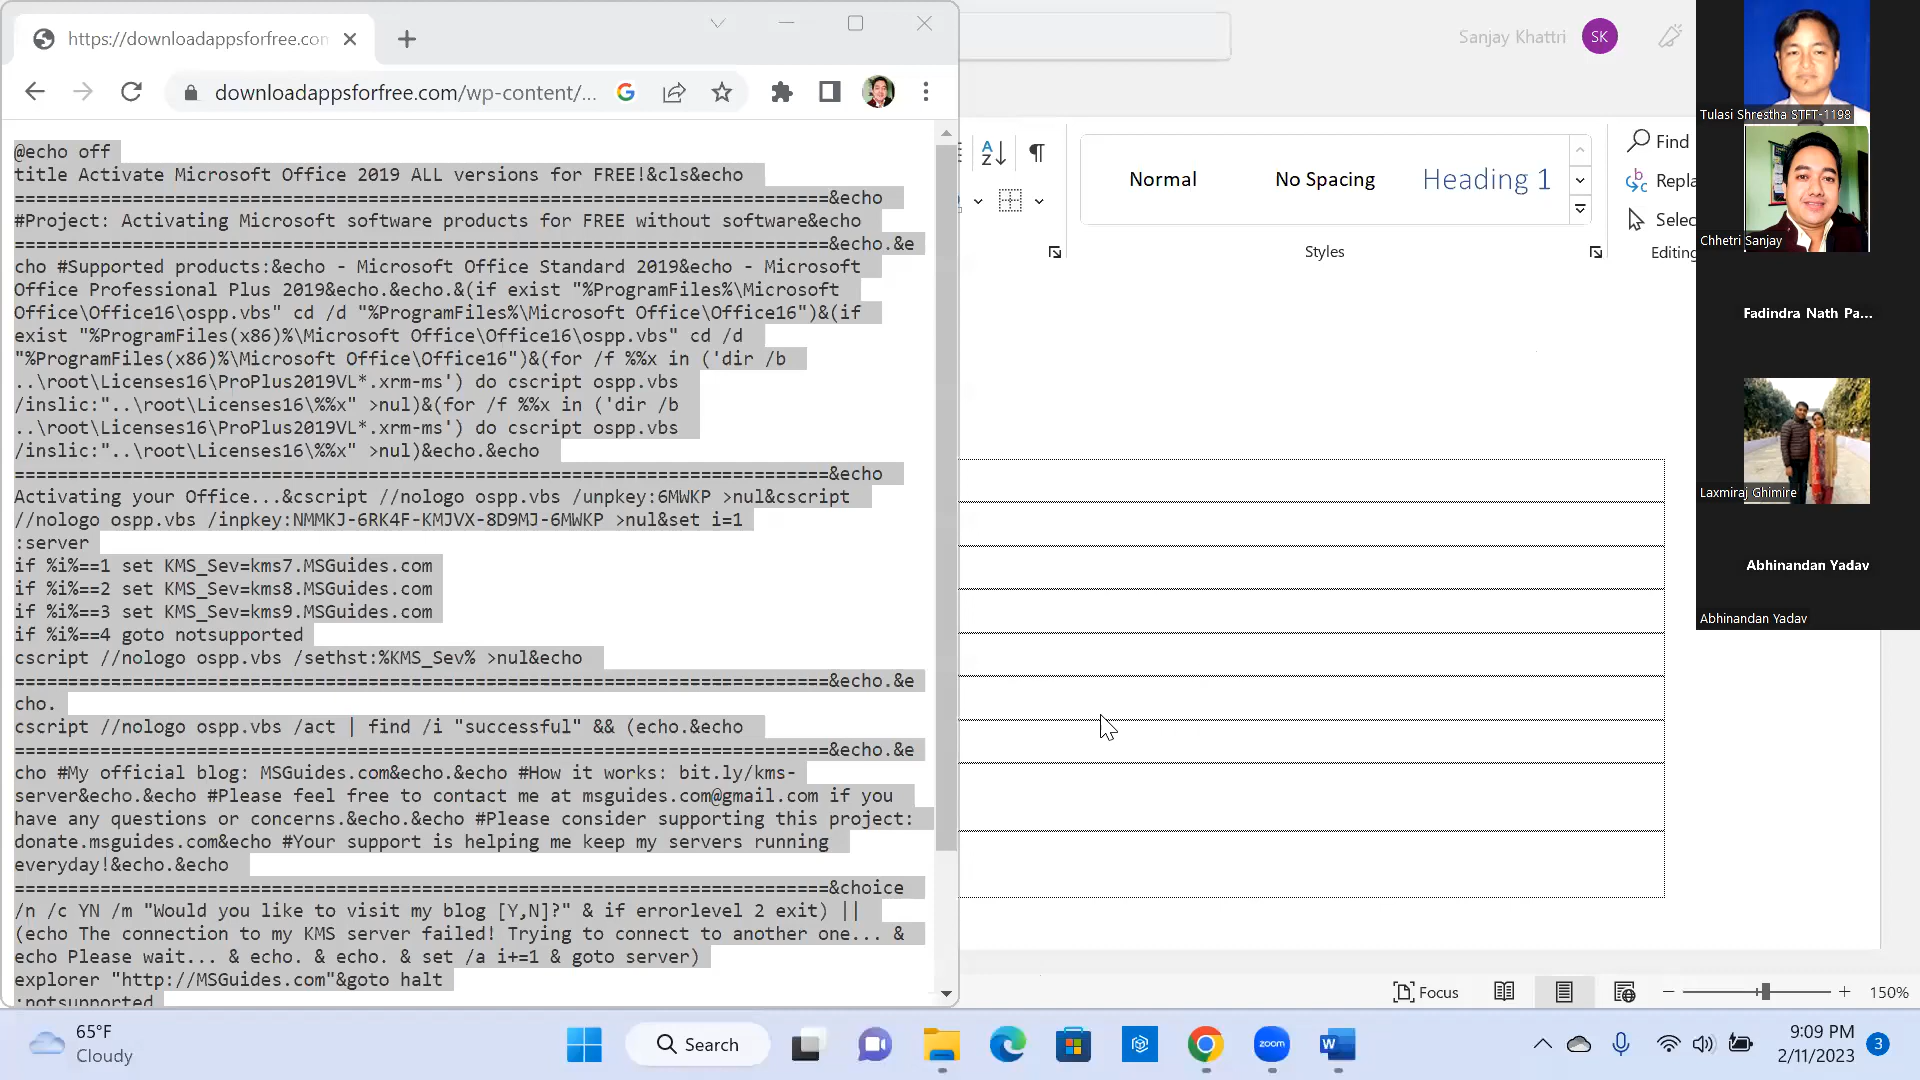 https://downloadappsforfree.con
downloadappsforfree.com/wp-content/...
@echo off
title Activate Microsoft Office 2019 ALL versions for FREE!&cls&echo
============================================================================&echo
#Project: Activating Microsoft software products for FREE without software&echo
============================================================================&echo.&e
cho #Supported products:&echo - Microsoft Office Standard 2019&echo - Microsoft
Office Professional Plus 2019&echo.&echo.&(if exist "%ProgramFiles%\Microsoft
Office\Office16\ospp.vbs" cd /d "%ProgramFiles%\Microsoft Office\Office16")&(if
exist "%ProgramFiles(x86)%\Microsoft Office\Office16\ospp.vbs" cd /d
"%ProgramFiles(x86)%\Microsoft Office\Office16")&(for /f %%x in ('dir /b
..\root\Licenses16\ProPlus2019VL*.xrm-ms') do cscript ospp.vbs
/inslic:"..\root\Licenses16\%%x" >nul)&(for /f %%x in ('dir /b
..\root\Licenses16\ProPlus2019VL*.xrm-ms') do cscript ospp.vbs
/inslic:"..\root\Licenses16\%%x" >nul)&echo.&echo
============================================================================&echo
Activating your Office...&cscript //nologo ospp.vbs /unpkey:6MWKP >nul&cscript
//nologo ospp.vbs /inpkey:NMMKJ-6RK4F-KMJVX-8D9MJ-6MWKP >nul&set i=1
:server
if %i%==1 set KMS_Sev=kms7.MSGuides.com
if %i%==2 set KMS_Sev=kms8.MSGuides.com
if %i%==3 set KMS_Sev=kms9.MSGuides.com
if %i%==4 goto notsupported
cscript //nologo ospp.vbs /sethst:%KMS_Sev% >nul&echo
============================================================================&echo.&e
cho.
cscript //nologo ospp.vbs /act | find /i "successful" && (echo.&echo
============================================================================&echo.&e
cho #My official blog: MSGuides.com&echo.&echo #How it works: bit.ly/kms-
server&echo.&echo #Please feel free to contact me at msguides.com@gmail.com if you
have any questions or concerns.&echo.&echo #Please consider supporting this project:
donate.msguides.com&echo #Your support is helping me keep my servers running
everyday!&echo.&echo
============================================================================&choice
/n /c YN /m "Would you like to visit my blog [Y,N]?" & if errorlevel 2 exit) ||
(echo The connection to my KMS server failed! Trying to connect to another one... &
echo Please wait... & echo. & echo. & set /a i+=1 & goto server)
explorer "http://MSGuides.com"&goto halt
:notsupported
Sanjay Khattri SK
Normal No Spacing Heading 1
Styles
Find
Repla
Selec
Editing
Tulasi Shrestha STFT-1198
Chhetri Sanjay
Fadindra Nath Pa...
Laxmiraj Ghimire
Abhinandan Yadav
Abhinandan Yadav
Focus 150%
65°F
Cloudy
Search
zoom
W
9:09 PM
2/11/2023
3